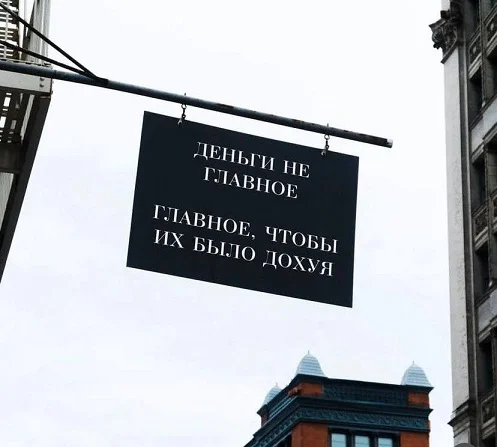 ДЕНЬГИ НЕ
ГЛАВНОЕ
ГЛАВНОЕ, ЧТОБЫ
ИХ БЫЛО ДОХУЯ